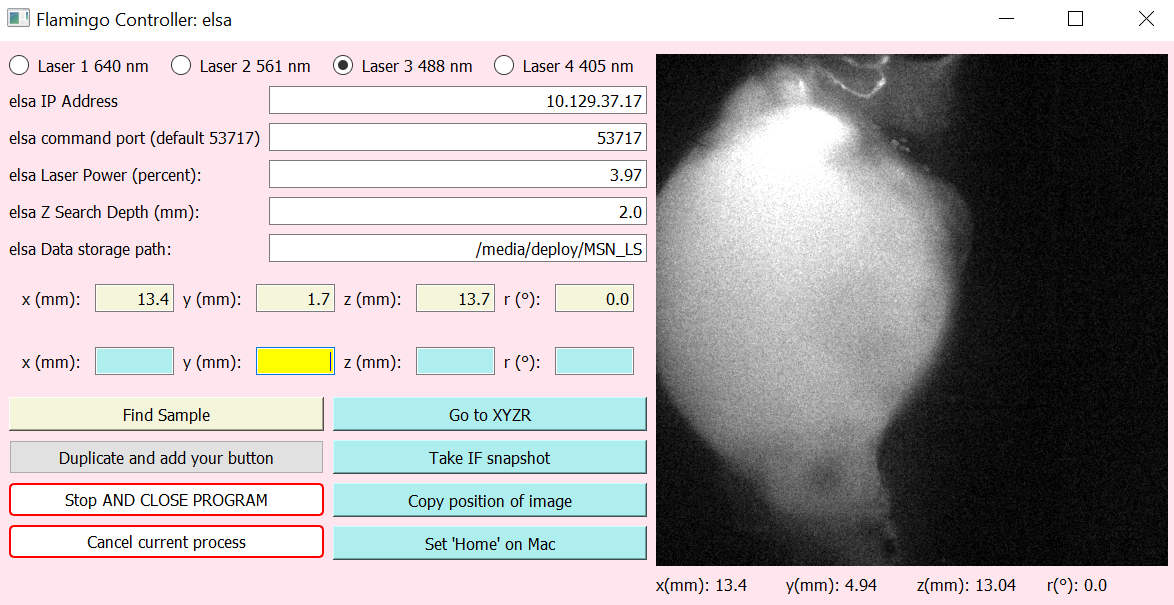 Flamingo Controller: elsa
Laser 1 640 nm Laser 2 561 nm Laser 3 488 nm Laser 4 405 nm
elsa IP Address 10.129.37.17
elsa command port (default 53717) 53717
elsa Laser Power (percent): 3.97
elsa Z Search Depth (mm): 2.0
elsa Data storage path: /media/deploy/MSN_LS
x (mm): 13.4 y (mm): 1.7 z (mm): 13.7 r (°): 0.0
x (mm): y (mm): z (mm): r (°):
Find Sample Go to XYZR
Duplicate and add your button Take IF snapshot
Stop AND CLOSE PROGRAM Copy position of image
Cancel current process Set 'Home' on Mac
x(mm): 13.4 y(mm): 4.94 z(mm): 13.04 r(°): 0.0